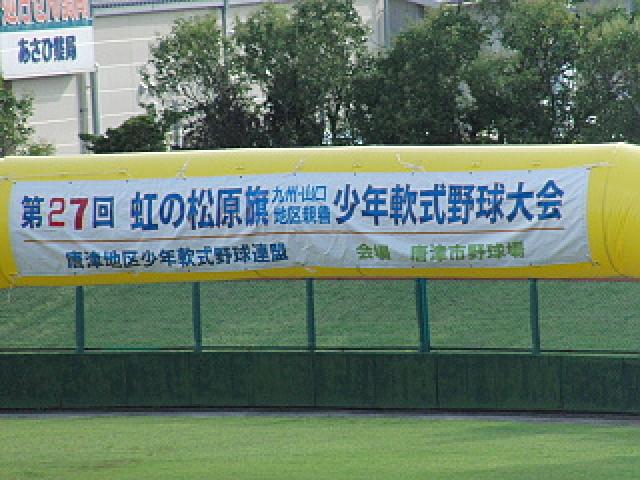 あさひ薬局
第27回 虹の松原旗 九州・山口地区親善 少年軟式野球大会
唐津地区少年軟式野球連盟 会場 唐津市野球場